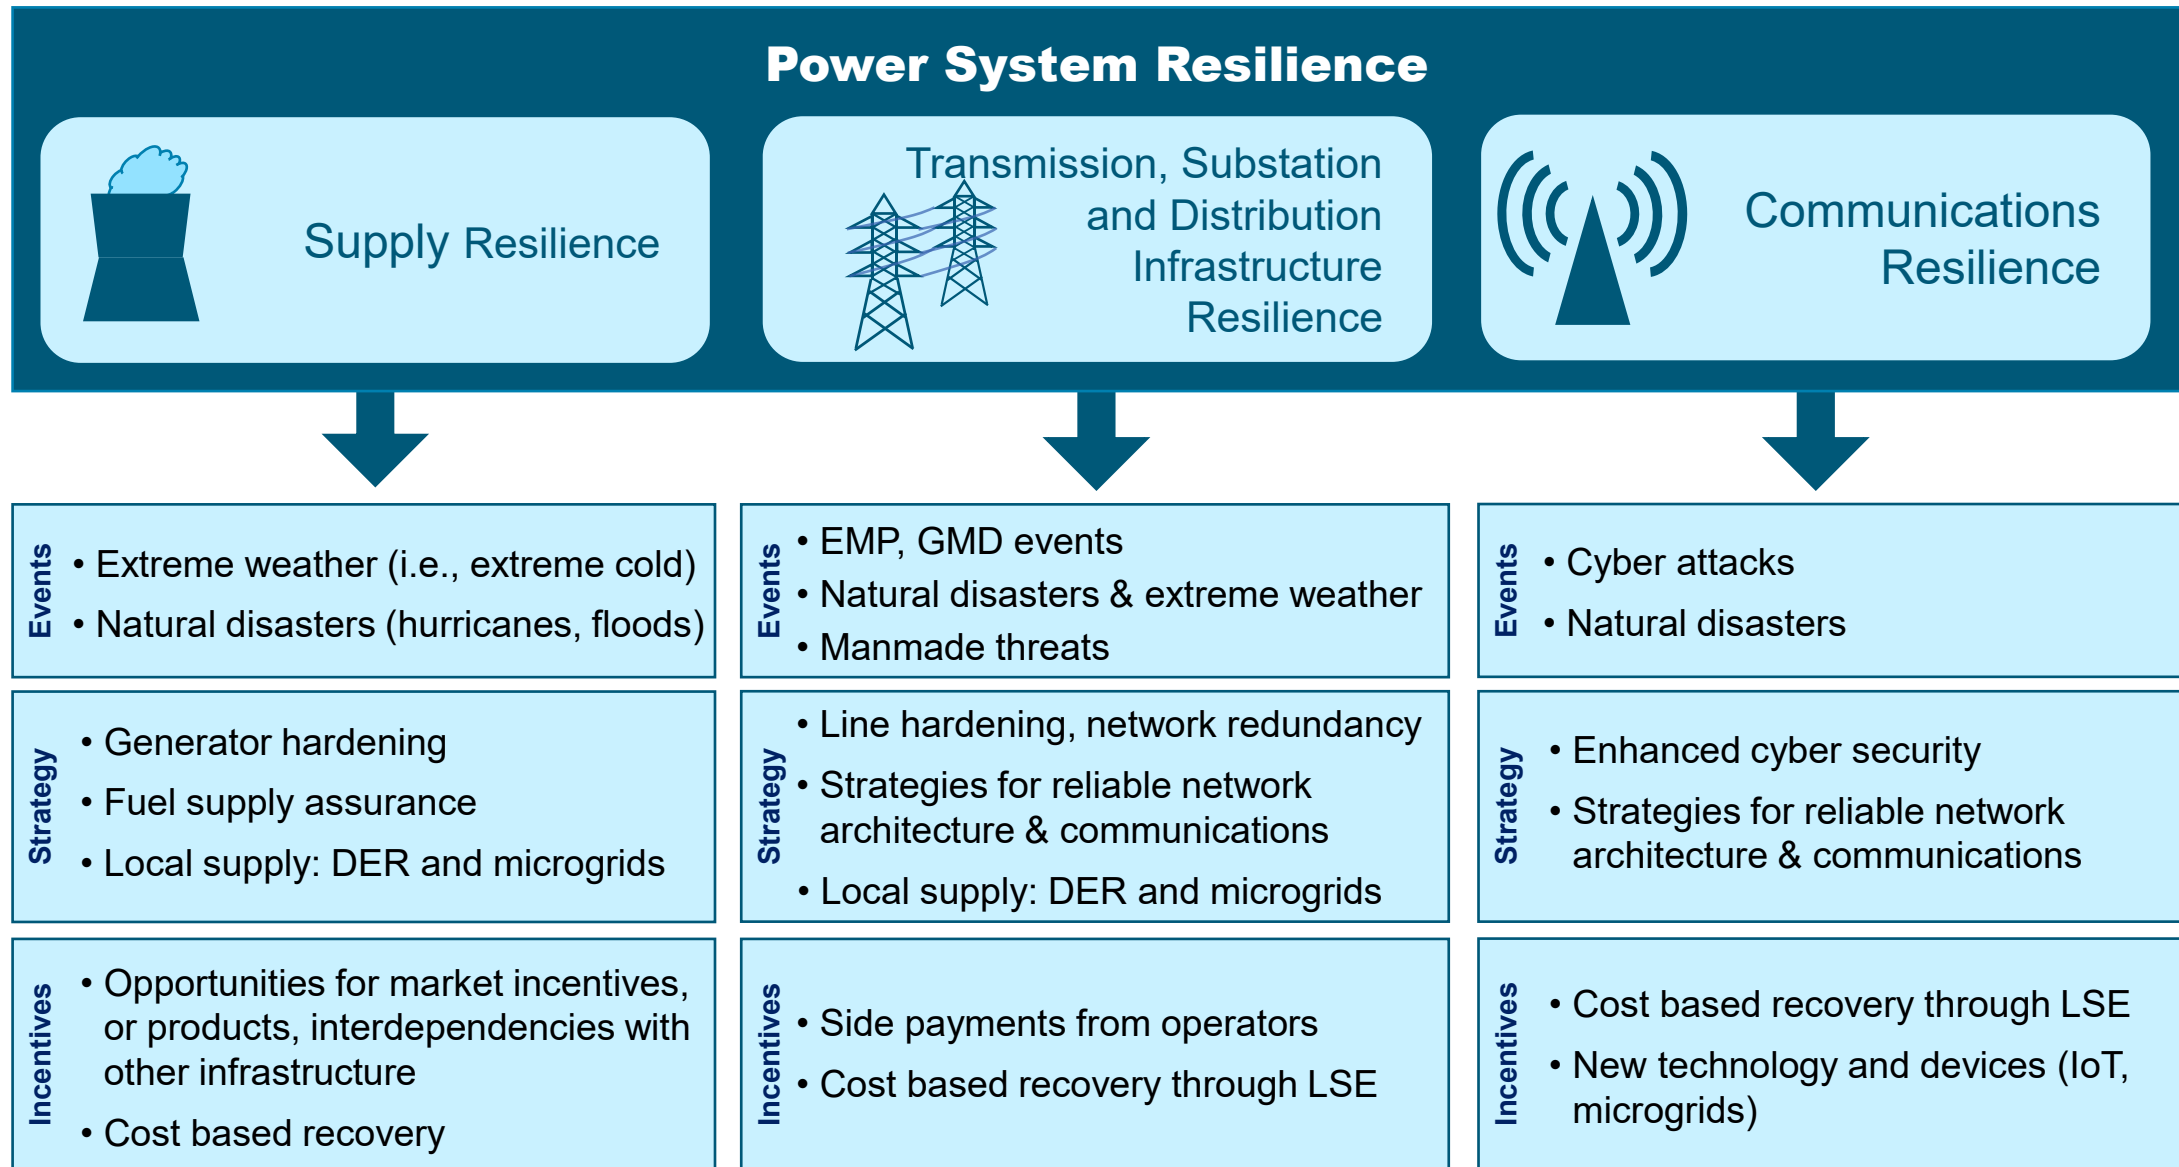 Power System Resilience
Supply Resilience
Transmission, Substation
and Distribution
Infrastructure
Resilience
Communications
Resilience
Events
• Extreme weather (i.e., extreme cold)
• Natural disasters (hurricanes, floods)
Strategy
• Generator hardening
• Fuel supply assurance
• Local supply: DER and microgrids
Incentives
• Opportunities for market incentives,
or products, interdependencies with
other infrastructure
• Cost based recovery
Events
• EMP, GMD events
• Natural disasters & extreme weather
• Manmade threats
Strategy
• Line hardening, network redundancy
• Strategies for reliable network
architecture & communications
• Local supply: DER and microgrids
Incentives
• Side payments from operators
• Cost based recovery through LSE
Events
• Cyber attacks
• Natural disasters
Strategy
• Enhanced cyber security
• Strategies for reliable network
architecture & communications
Incentives
• Cost based recovery through LSE
• New technology and devices (IoT,
microgrids)